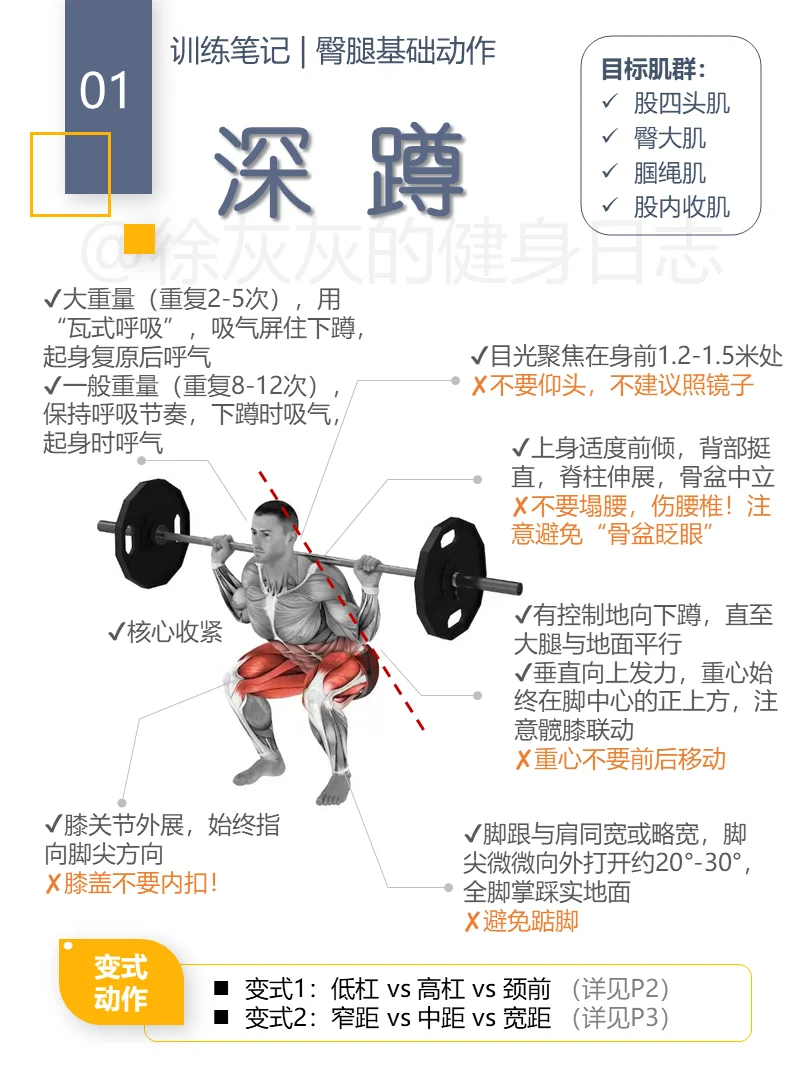 01
训练笔记 | 臀腿基础动作
深 蹲
目标肌群：
✓ 股四头肌
✓ 臀大肌
✓ 腘绳肌
✓ 股内收肌
@徐灰灰的健身日志
✓大重量（重复2-5次），用
“瓦式呼吸”，吸气屏住下蹲，
起身复原后呼气
✓一般重量（重复8-12次），
保持呼吸节奏，下蹲时吸气，
起身时呼气
✓目光聚焦在身前1.2-1.5米处
✗不要仰头，不建议照镜子
✓上身适度前倾，背部挺
直，脊柱伸展，骨盆中立
✗不要塌腰，伤腰椎！注
意避免“骨盆眨眼”
✓核心收紧
✓有控制地向下蹲，直至
大腿与地面平行
✓垂直向上发力，重心始
终在脚中心的正上方，注
意髋膝联动
✗重心不要前后移动
✓膝关节外展，始终指
向脚尖方向
✗膝盖不要内扣！
✓脚跟与肩同宽或略宽，脚
尖微微向外打开约20°-30°，
全脚掌踩实地面
✗避免踮脚
变式
动作
■ 变式1：低杠 vs 高杠 vs 颈前 （详见P2）
■ 变式2：窄距 vs 中距 vs 宽距 （详见P3）